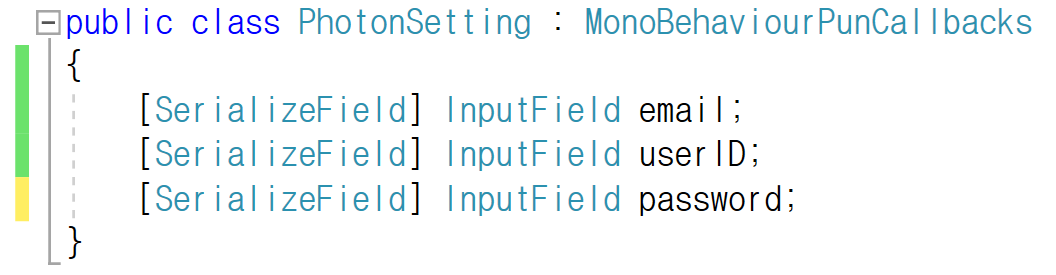 public class PhotonSetting : MonoBehaviourPunCallbacks
{
    [SerializeField] InputField email;
    [SerializeField] InputField userID;
    [SerializeField] InputField password;
}